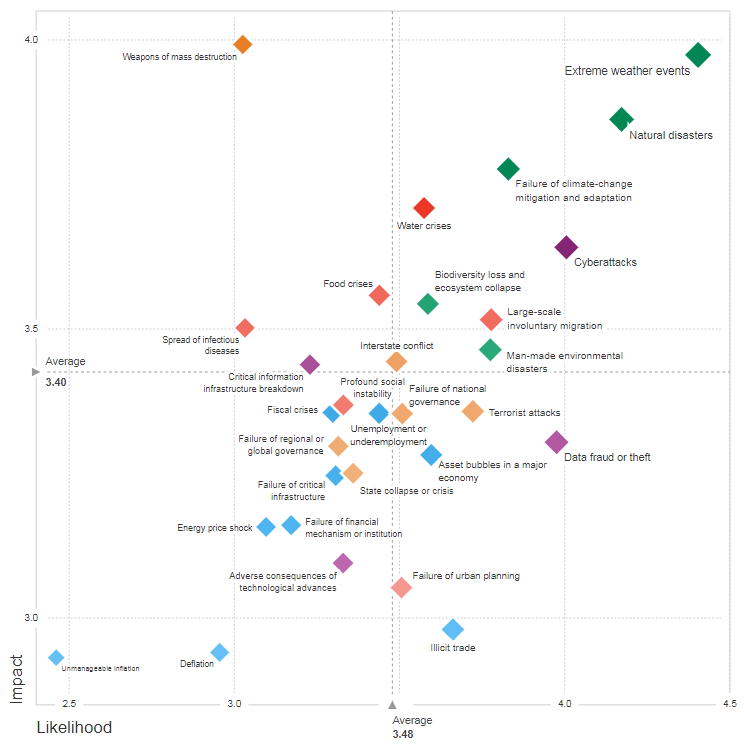 4.0
Weapons of mass destruction
Extreme weather events
Natural disasters
Failure of climate-change
mitigation and adaptation
Water crises
Cyberattacks
Food crises
Biodiversity loss and
ecosystem collapse
Large-scale
involuntary migration
3.5
Spread of infectious
diseases
Interstate conflict
Man-made environmental
disasters
Average
3.40
Critical information
infrastructure breakdown
Profound social
instability
Failure of national
governance
Fiscal crises
Terrorist attacks
Unemployment or
underemployment
Failure of regional or
global governance
Data fraud or theft
Asset bubbles in a major
economy
Failure of critical
infrastructure
State collapse or crisis
Energy price shock
Failure of financial
mechanism or institution
Adverse consequences of
technological advances
Failure of urban planning
3.0
Illicit trade
Unmanageable inflation
Deflation
Impact
2.5
3.0
4.0
4.5
Likelihood
Average
3.48